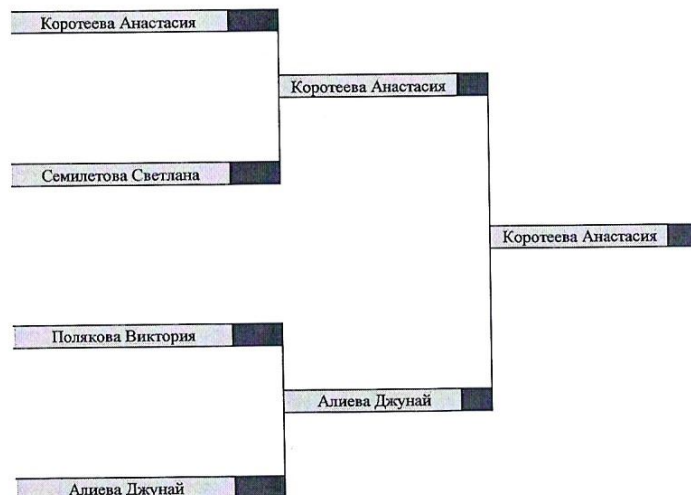 Коротеева Анастасия
Коротеева Анастасия
Семилетова Светлана
Коротеева Анастасия
Полякова Виктория
Алиева Джунай
Алиева Джунай